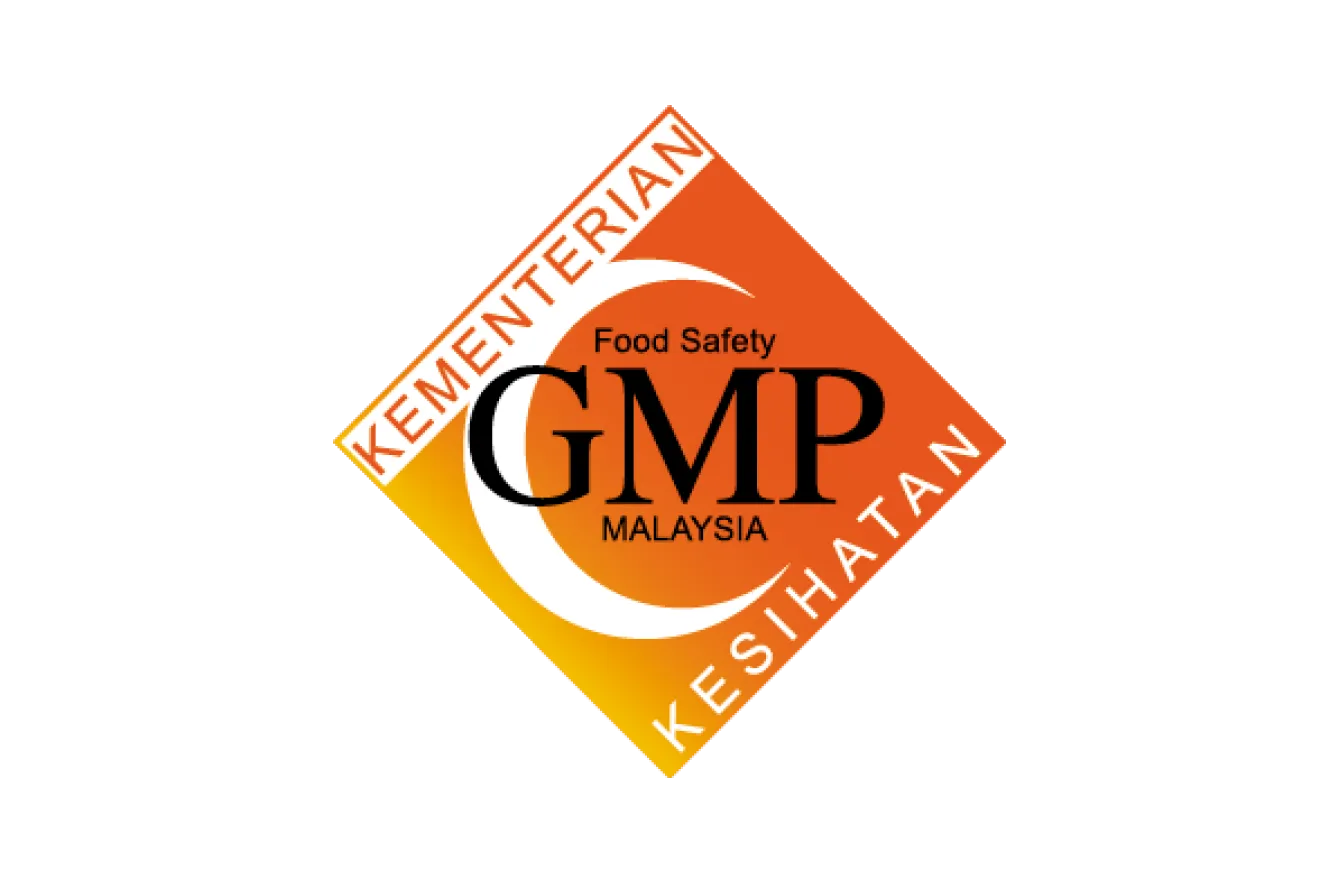 KEMENTERIAN
Food Safety
GMP
MALAYSIA
KESIHATAN